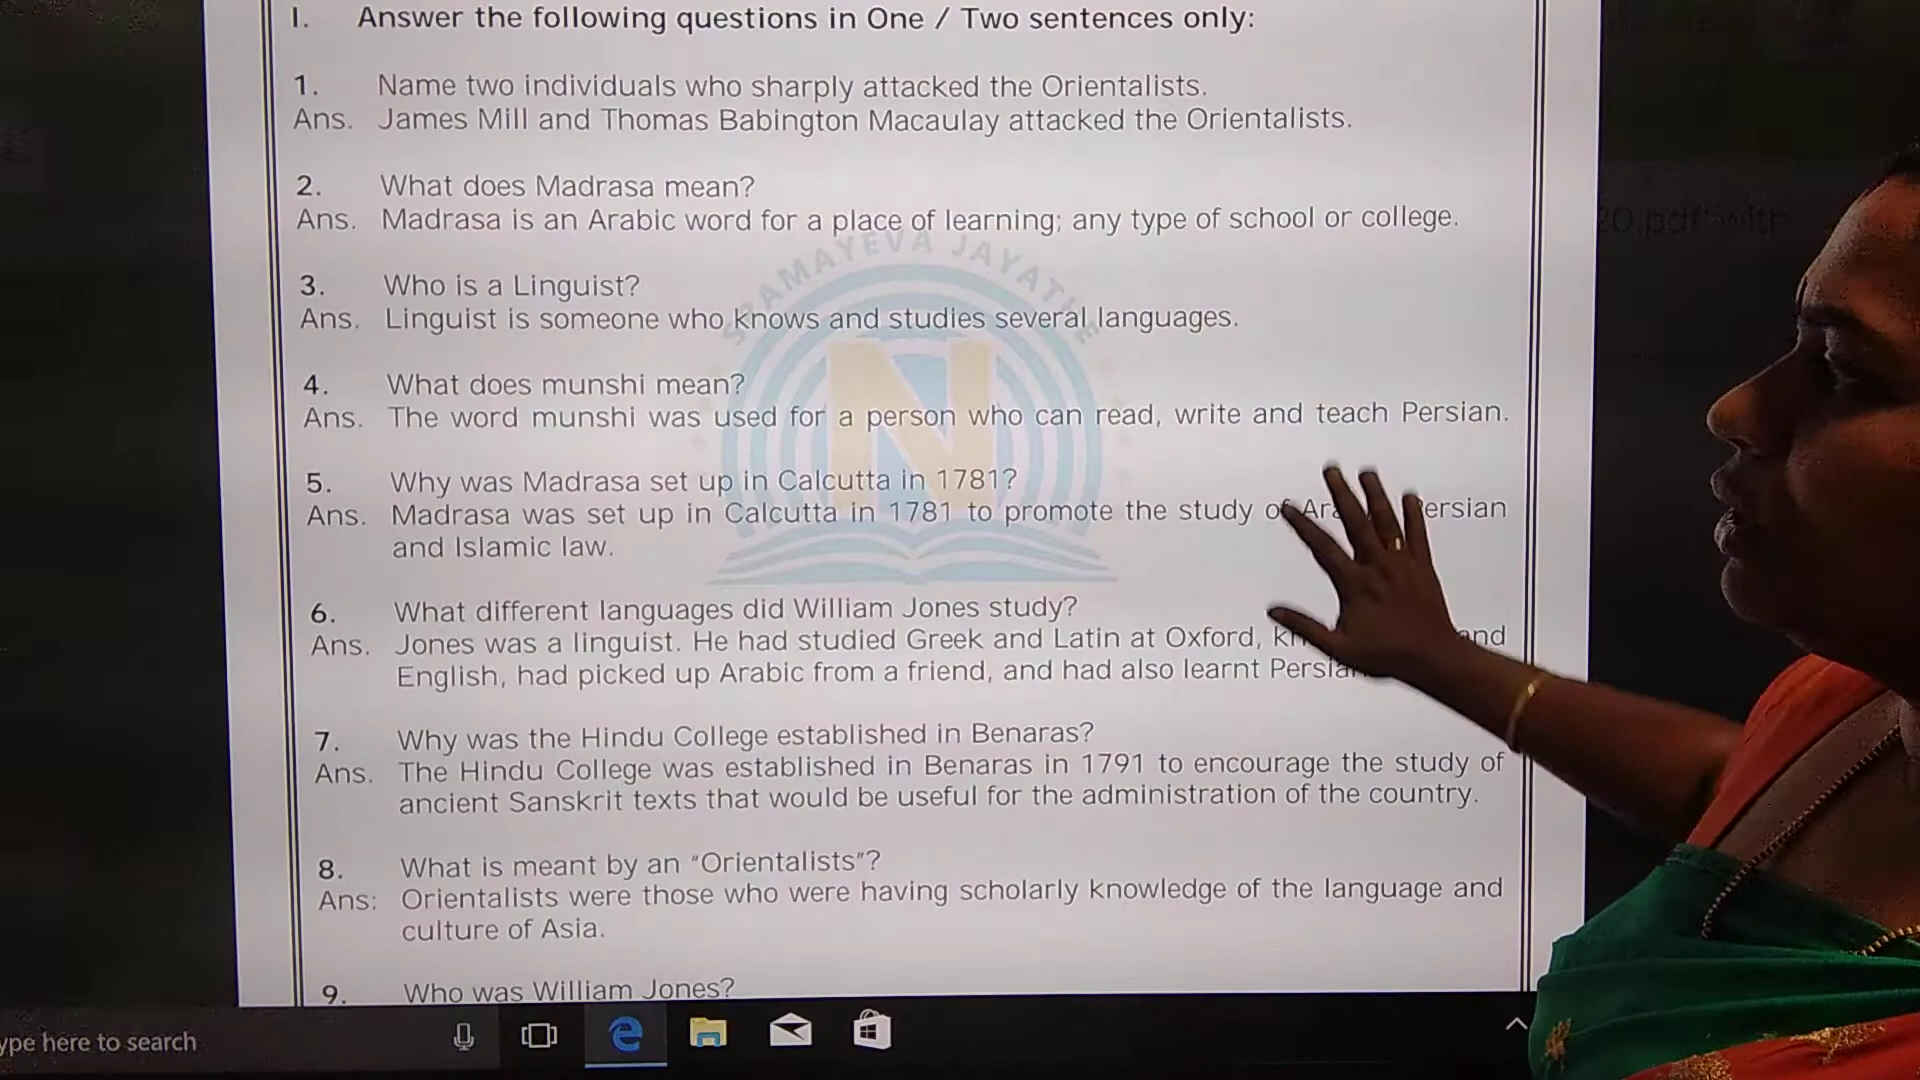 I. Answer the following questions in One / Two sentences only:
1. Name two individuals who sharply attacked the Orientalists.
Ans. James Mill and Thomas Babington Macaulay attacked the Orientalists.
2. What does Madrasa mean?
Ans. Madrasa is an Arabic word for a place of learning; any type of school or college.
SRAMAYEVA JAYATHE
3. Who is a Linguist?
Ans. Linguist is someone who knows and studies several languages.
N
4. What does munshi mean?
Ans. The word munshi was used for a person who can read, write and teach Persian.
5. Why was Madrasa set up in Calcutta in 1781?
Ans. Madrasa was set up in Calcutta in 1781 to promote the study of
and Islamic law.
6. What different languages did William Jones study?
Ans. Jones was a linguist. He had studied Greek and Latin at Oxford, and
English, had picked up Arabic from a friend, and had also learnt
7. Why was the Hindu College established in Benaras?
Ans. The Hindu College was established in Benaras in 1791 to encourage the study of
ancient Sanskrit texts that would be useful for the administration of the country.
8. What is meant by an "Orientalists"?
Ans: Orientalists were those who were having scholarly knowledge of the language and
culture of Asia.
9. Who was William Jones?
ype here to search